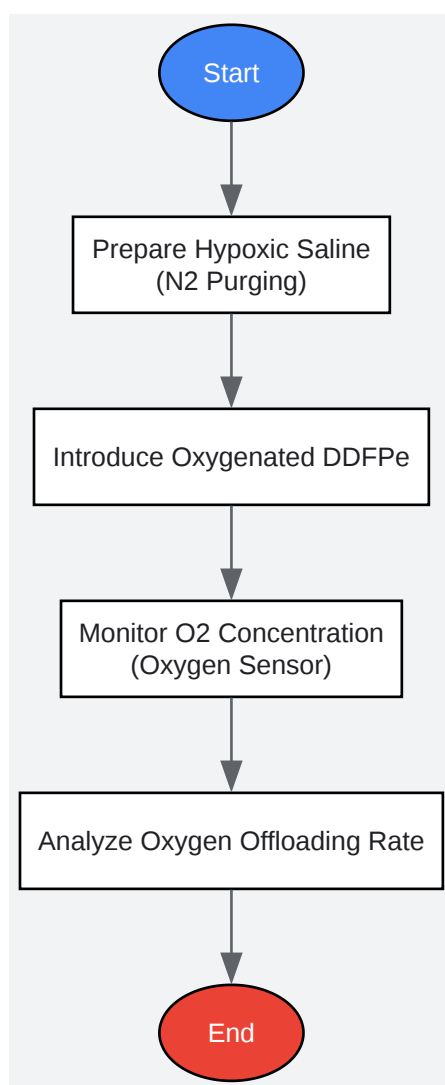 Start
Prepare Hypoxic Saline
(N2 Purging)
Introduce Oxygenated DDFPe
Monitor O2 Concentration
(Oxygen Sensor)
Analyze Oxygen Offloading Rate
End